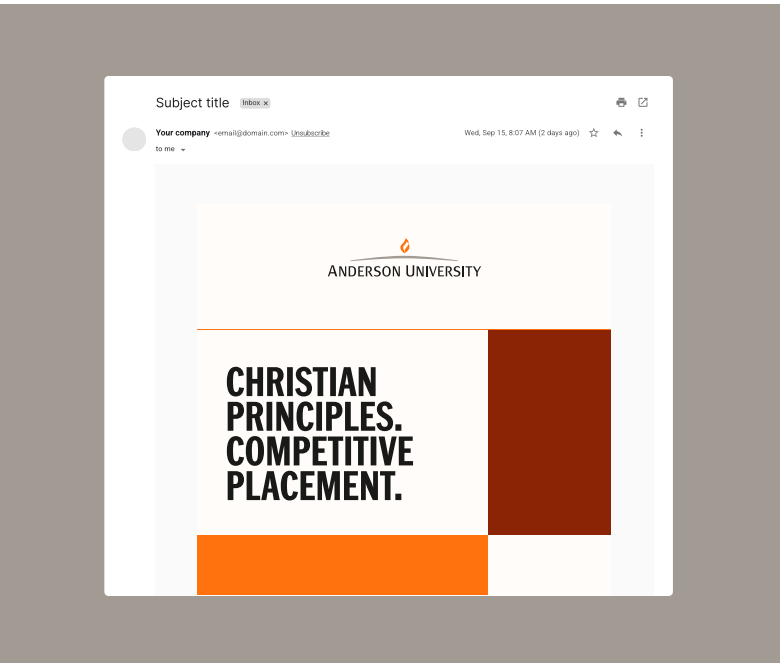 Subject title Inbox x
Your company <email@domain.com> Unsubscribe Wed, Sep 15, 8:07 AM (2 days ago)
to me
ANDERSON UNIVERSITY
CHRISTIAN
PRINCIPLES.
COMPETITIVE
PLACEMENT.